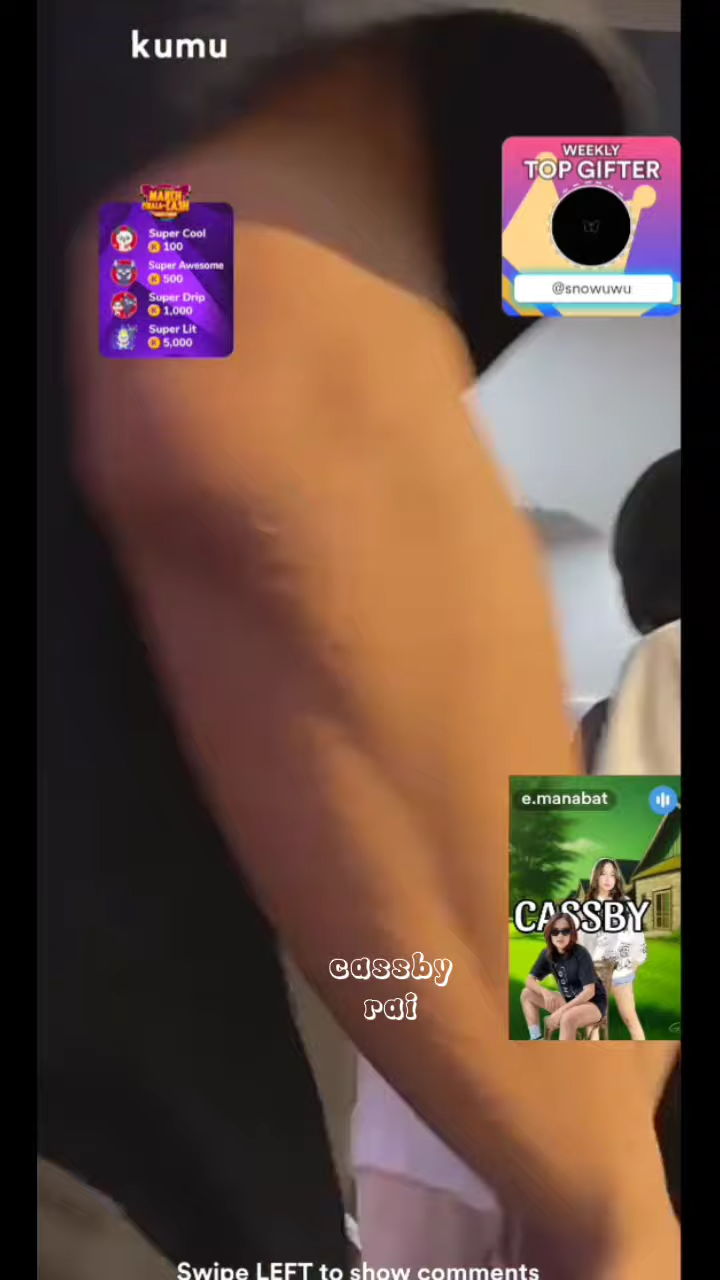 kumu
WEEKLY
TOP GIFTER
@snowuwu
Super Cool
100
Super Awesome
500
Super Drip
1,000
Super Lit
5,000
e.manabat
CASSBY
cassby
rai
Swipe LEFT to show comments